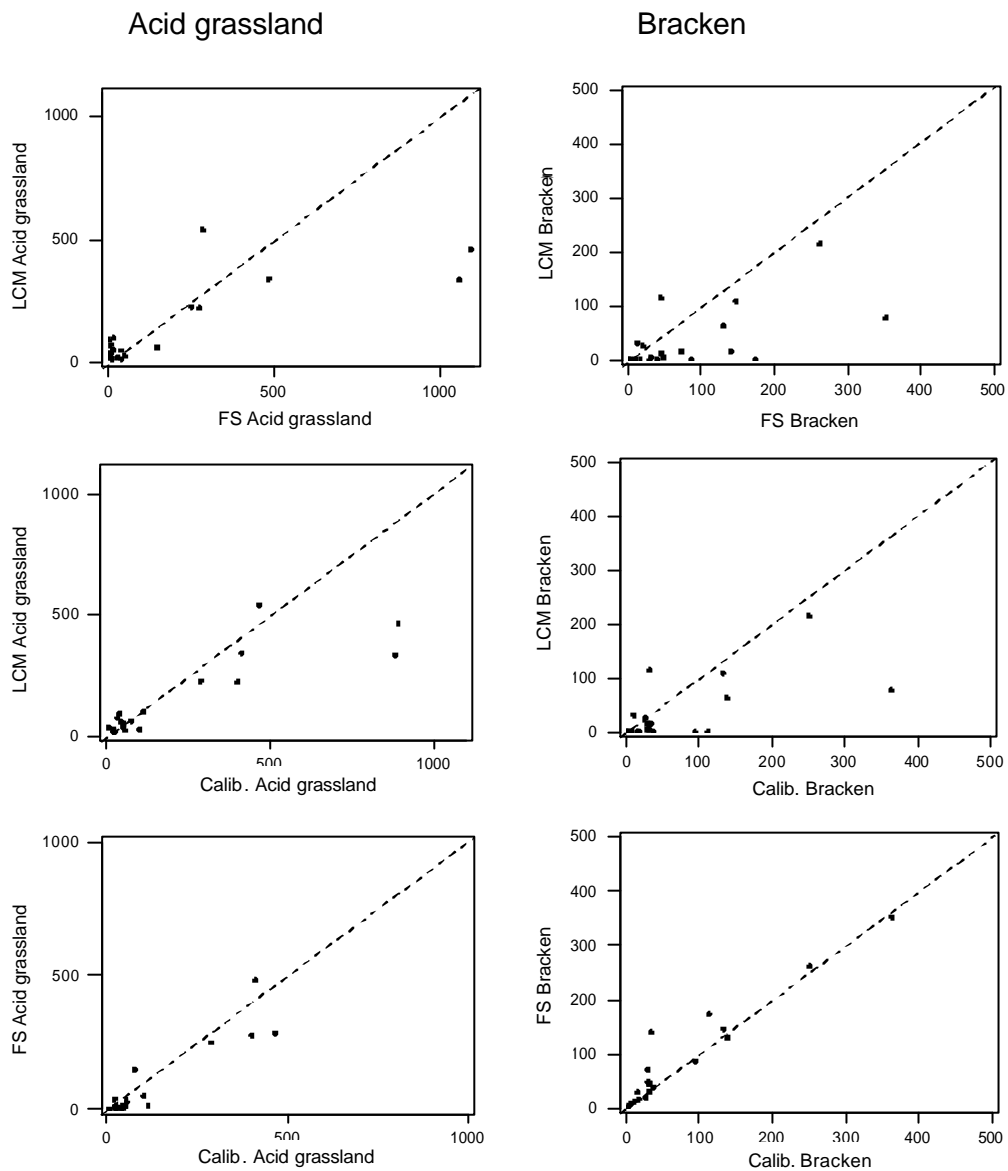 Acid grassland
Bracken
LCM Acid grassland
1000
500
0
0 500 1000
FS Acid grassland
LCM Bracken
500
400
300
200
100
0
0 100 200 300 400 500
FS Bracken
LCM Acid grassland
1000
500
0
0 500 1000
Calib. Acid grassland
LCM Bracken
500
400
300
200
100
0
0 100 200 300 400 500
Calib. Bracken
FS Acid grassland
1000
500
0
0 500 1000
Calib. Acid grassland
FS Bracken
500
400
300
200
100
0
0 100 200 300 400 500
Calib. Bracken